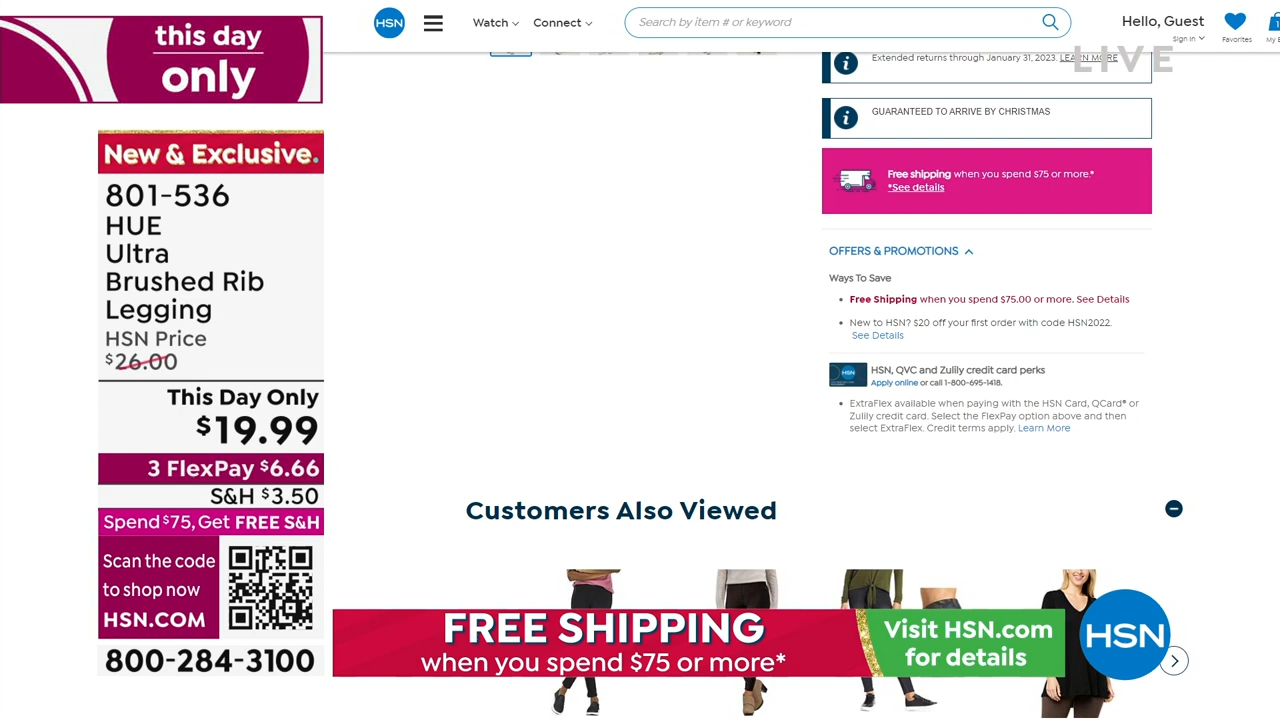 this day
only
New & Exclusive.
801-536
HUE
Ultra
Brushed Rib
Legging
HSN Price
$26.00
This Day Only
$19.99
3 FlexPay $6.66
S&H $3.50
Spend $75, Get FREE S&H
Scan the code
to shop now
HSN.COM
800-284-3100
HSN
Watch
Connect
Search by item # or keyword
Hello, Guest
Sign In
Favorites
LIVE
Extended returns through January 31, 2023. LEARN MORE
GUARANTEED TO ARRIVE BY CHRISTMAS
Free shipping when you spend $75 or more.*
*See details
OFFERS & PROMOTIONS
Ways To Save
• Free Shipping when you spend $75.00 or more. See Details
• New to HSN? $20 off your first order with code HSN2022.
See Details
HSN
HSN, QVC and Zulily credit card perks
Apply online or call 1-800-695-1418.
• ExtraFlex available when paying with the HSN Card, QCard® or
Zulily credit card. Select the FlexPay option above and then
select ExtraFlex. Credit terms apply. Learn More
Customers Also Viewed
FREE SHIPPING
when you spend $75 or more*
Visit HSN.com
for details
HSN